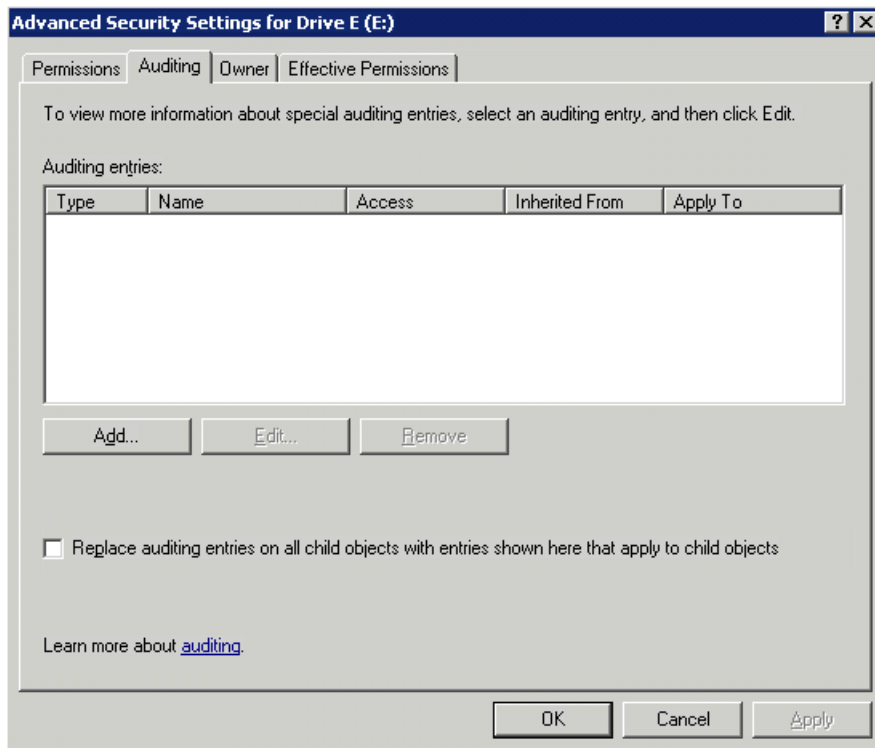 Advanced Security Settings for Drive E (E:)
Permissions Auditing Owner Effective Permissions
To view more information about special auditing entries, select an auditing entry, and then click Edit.
Auditing entries:
Type Name Access Inherited From Apply To
Add... Edit... Remove
Replace auditing entries on all child objects with entries shown here that apply to child objects
Learn more about auditing.
OK Cancel Apply